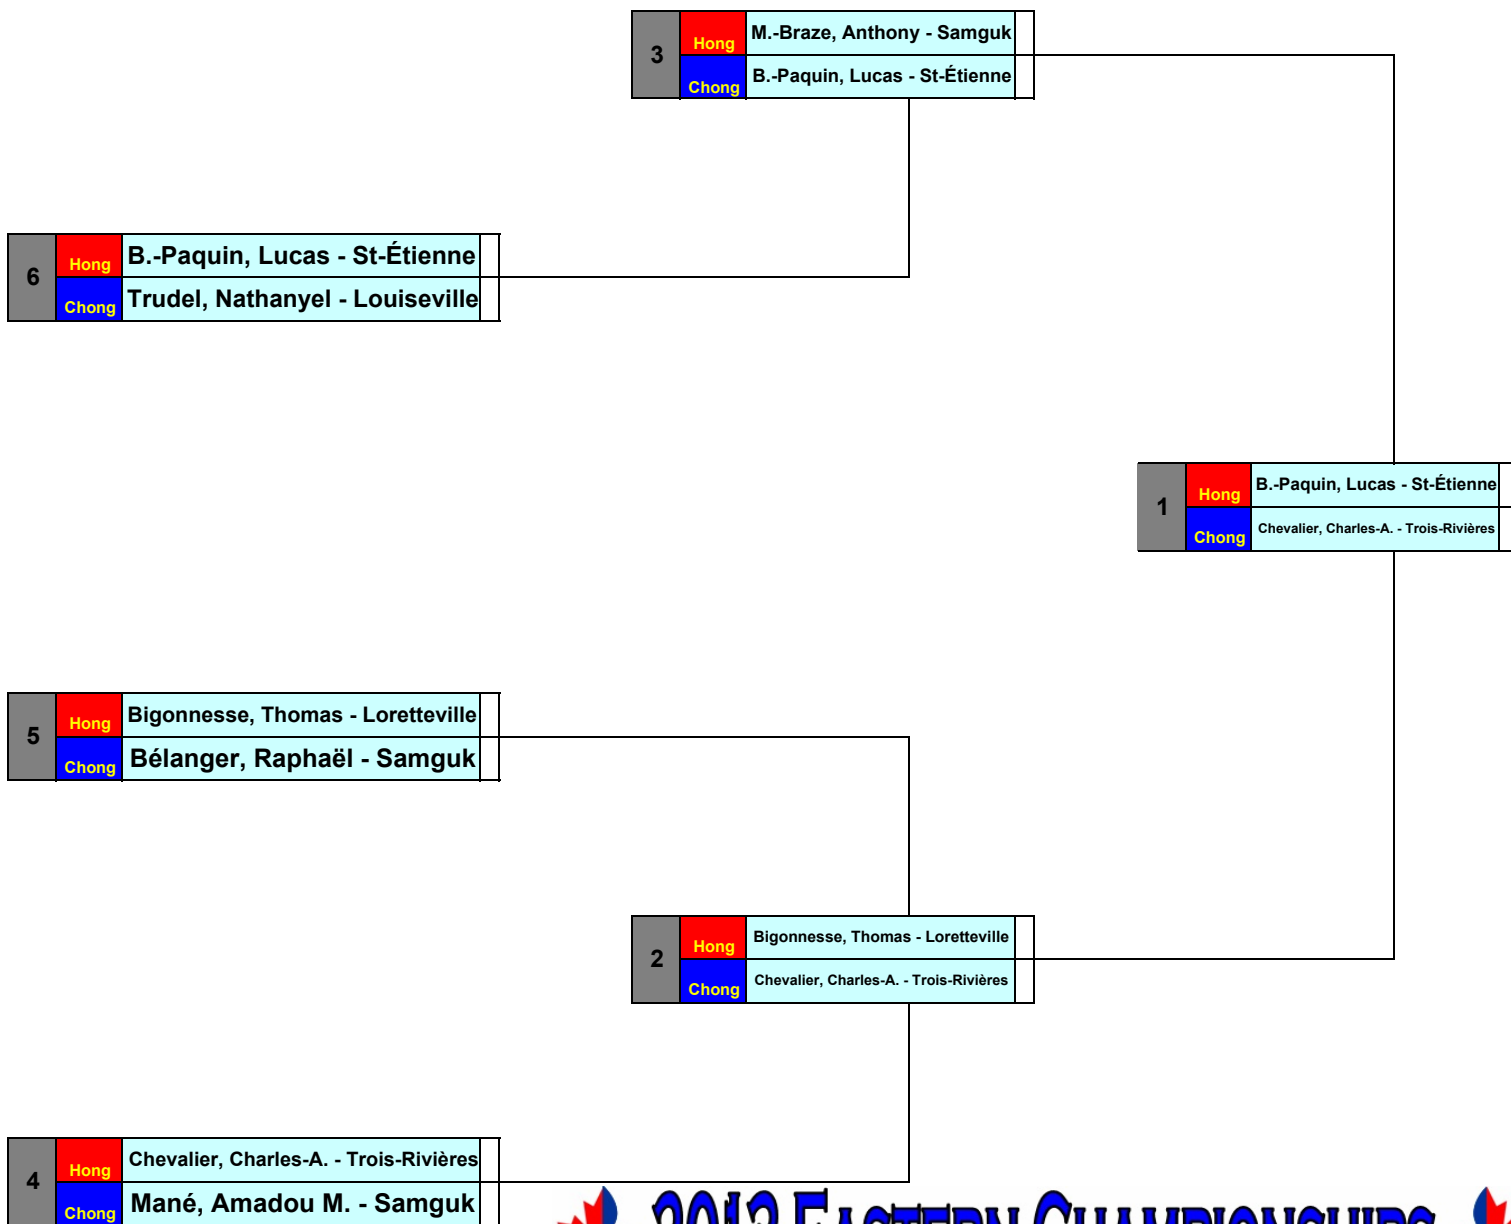 3
Hong M.-Braze, Anthony - Samguk
Chong B.-Paquin, Lucas - St-Étienne
6
Hong B.-Paquin, Lucas - St-Étienne
Chong Trudel, Nathanyel - Louiseville
1
Hong B.-Paquin, Lucas - St-Étienne
Chong Chevalier, Charles-A. - Trois-Rivières
5
Hong Bigonnesse, Thomas - Loretteville
Chong Bélanger, Raphaël - Samguk
2
Hong Bigonnesse, Thomas - Loretteville
Chong Chevalier, Charles-A. - Trois-Rivières
4
Hong Chevalier, Charles-A. - Trois-Rivières
Chong Mané, Amadou M. - Samguk
2013 Eastern Championships